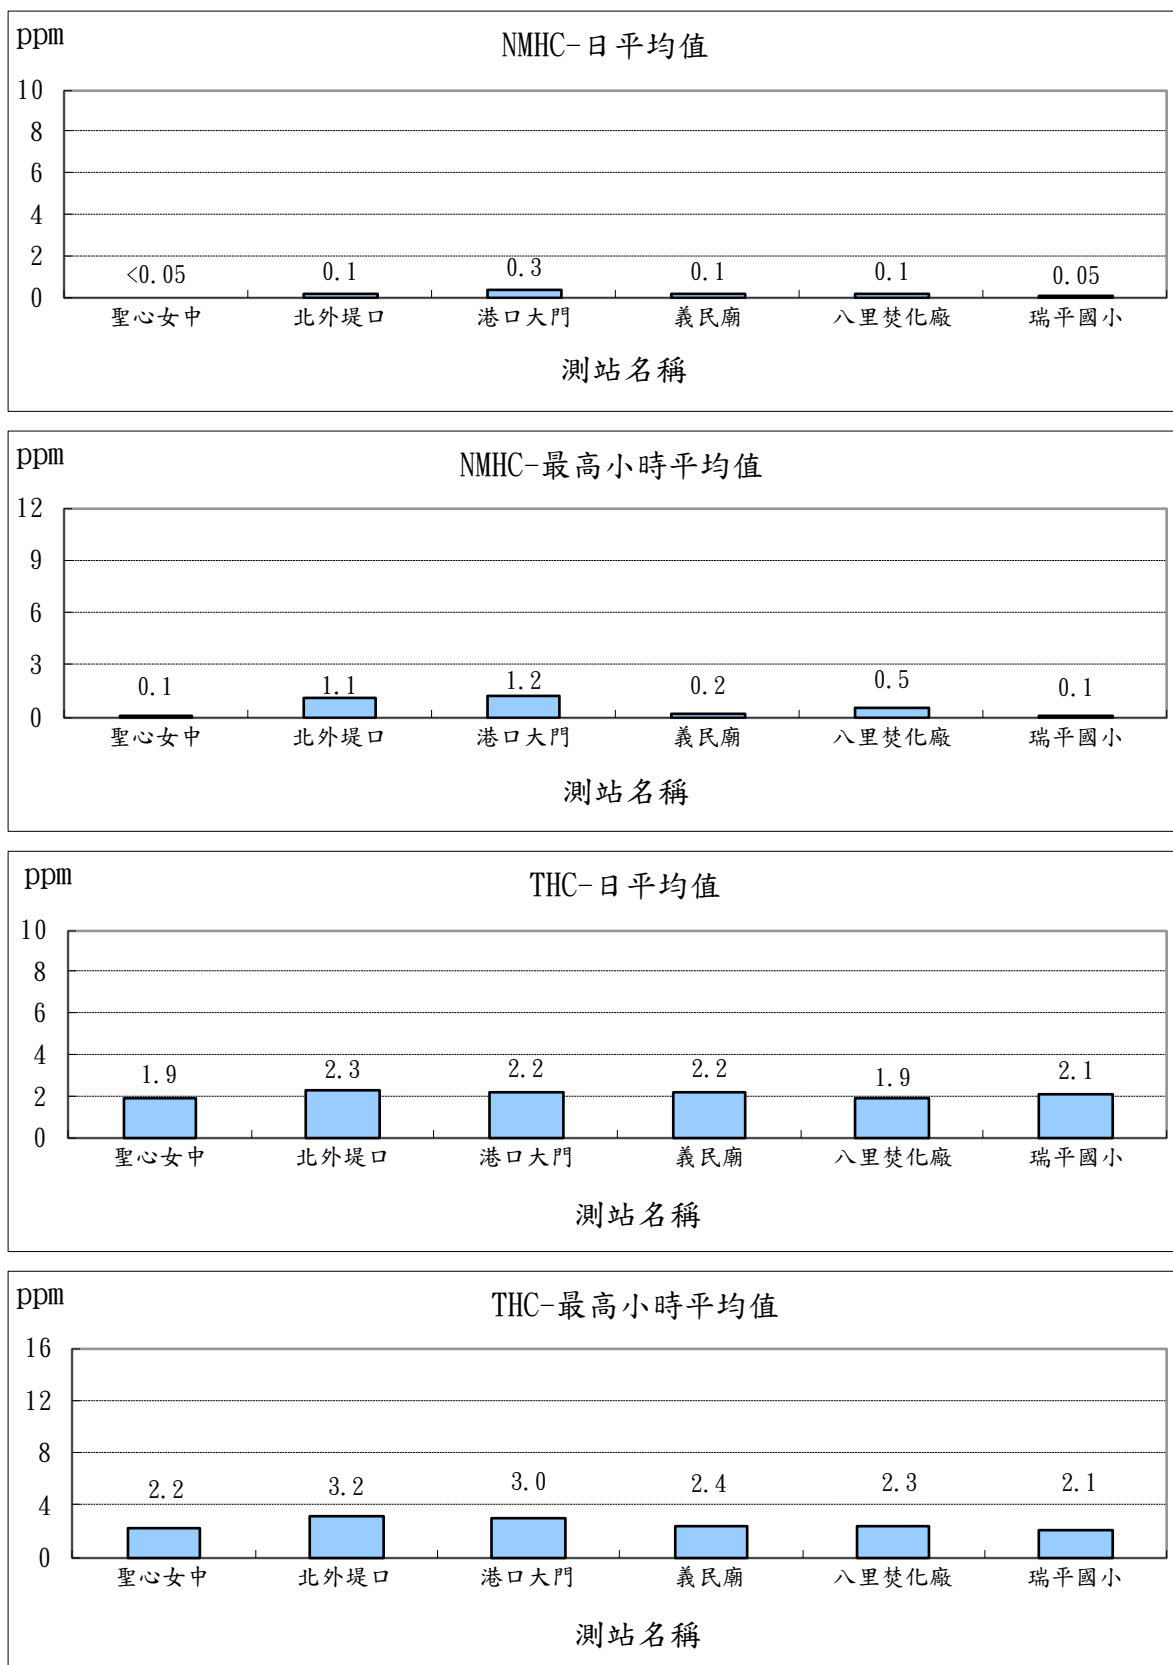 ppm
NMHC-日平均值
10
8
6
4
2
0
<0.05 0.1 0.3 0.1 0.1 0.05
聖心女中 北外堤口 港口大門 義民廟 八里焚化廠 瑞平國小
測站名稱
ppm
NMHC-最高小時平均值
12
9
6
3
0
0.1 1.1 1.2 0.2 0.5 0.1
聖心女中 北外堤口 港口大門 義民廟 八里焚化廠 瑞平國小
測站名稱
ppm
THC-日平均值
10
8
6
4
2
0
1.9 2.3 2.2 2.2 1.9 2.1
聖心女中 北外堤口 港口大門 義民廟 八里焚化廠 瑞平國小
測站名稱
ppm
THC-最高小時平均值
16
12
8
4
0
2.2 3.2 3.0 2.4 2.3 2.1
聖心女中 北外堤口 港口大門 義民廟 八里焚化廠 瑞平國小
測站名稱